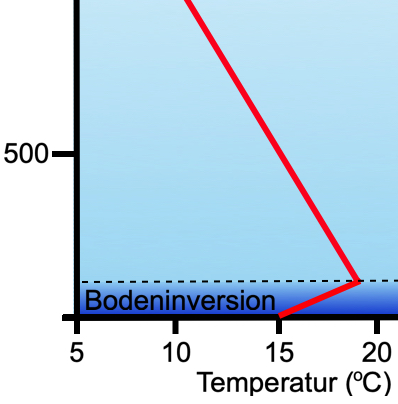 500
Bodeninversion
5 10 15 20
Temperatur (ºC)